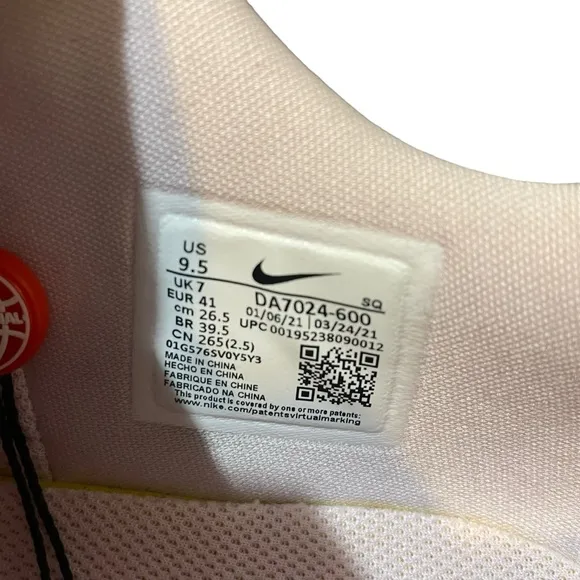 US
9.5
UK 7
EUR 41
cm 26.5
BR 39.5
CN 265(2.5)
DA7024-600 SQ
01/06/21 03/24/21
UPC 00195238090012
01GS76SV0Y5Y3
MADE IN CHINA
HECHO EN CHINA
FABRIQUE EN CHINE
FABRICADO NA CHINA
This product is covered by one or more patents:
www.nike.com/patentsvirtualmarking